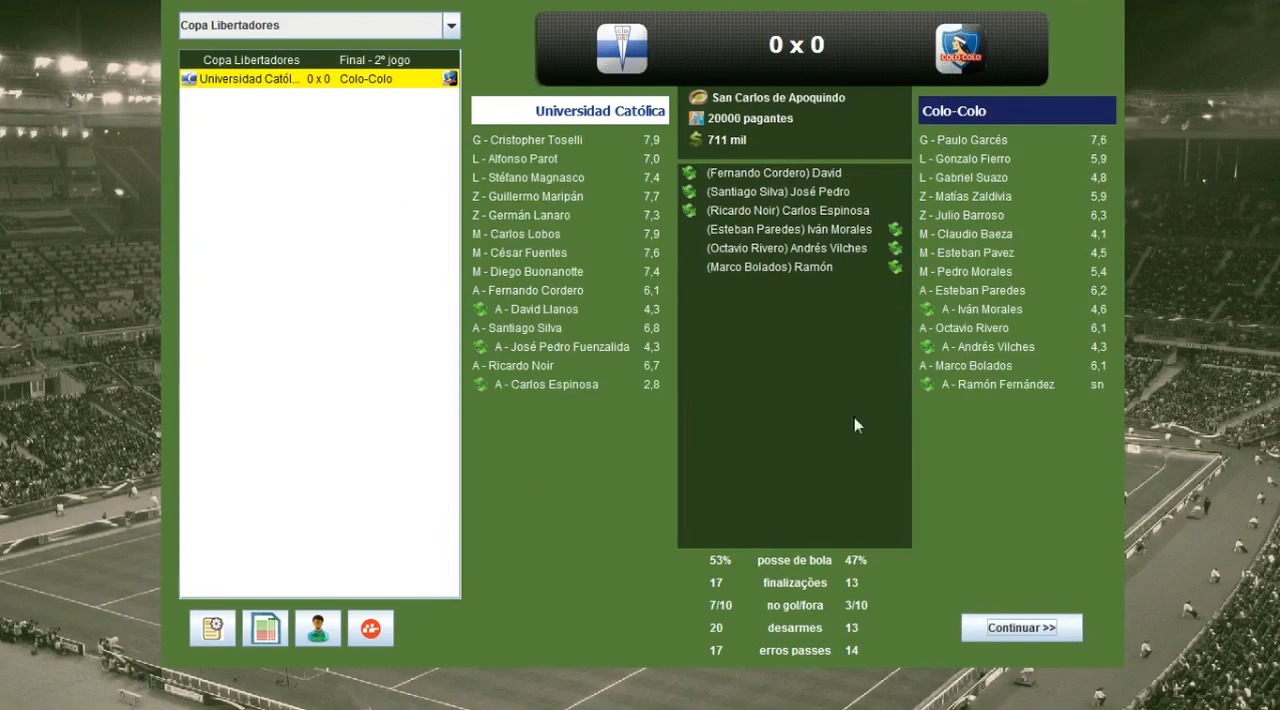 Copa Libertadores
Copa Libertadores Final - 2º jogo
Universidad Catól... 0 x 0 Colo-Colo
0 x 0
COLO COLO
Universidad Católica
G - Cristopher Toselli 7,9
L - Alfonso Parot 7,0
L - Stéfano Magnasco 7,4
Z - Guillermo Maripán 7,7
Z - Germán Lanaro 7,3
M - Carlos Lobos 7,9
M - César Fuentes 7,6
M - Diego Buonanotte 7,4
A - Fernando Cordero 6,1
A - David Llanos 4,3
A - Santiago Silva 6,8
A - José Pedro Fuenzalida 4,3
A - Ricardo Noir 6,7
A - Carlos Espinosa 2,8
San Carlos de Apoquindo
20000 pagantes
711 mil
(Fernando Cordero) David
(Santiago Silva) José Pedro
(Ricardo Noir) Carlos Espinosa
(Esteban Paredes) Iván Morales
(Octavio Rivero) Andrés Vilches
(Marco Bolados) Ramón
53% posse de bola 47%
17 finalizações 13
7/10 no gol/fora 3/10
20 desarmes 13
17 erros passes 14
Colo-Colo
G - Paulo Garcés 7,6
L - Gonzalo Fierro 5,9
L - Gabriel Suazo 4,8
Z - Matías Zaldivia 5,9
Z - Julio Barroso 6,3
M - Claudio Baeza 4,1
M - Esteban Pavez 4,5
M - Pedro Morales 5,4
A - Esteban Paredes 6,2
A - Iván Morales 4,6
A - Octavio Rivero 6,1
A - Andrés Vilches 4,3
A - Marco Bolados 6,1
A - Ramón Fernández sn
Continuar >>